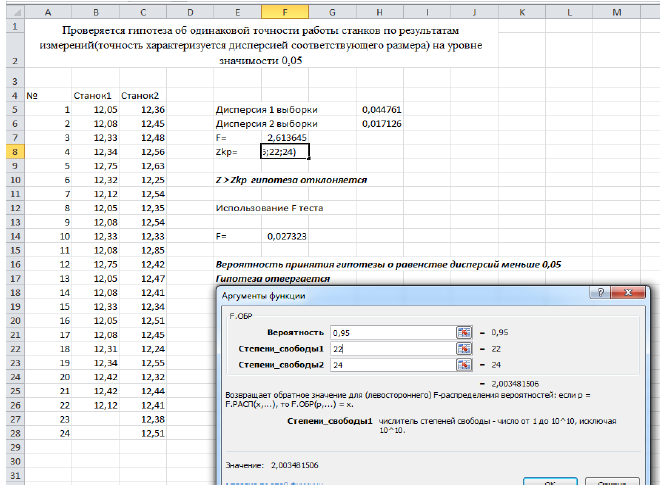 A B C D E F G H I J K L M
1 Проверяется гипотеза об одинаковой точности работы станков по результатам
измерений(точность характеризуется дисперсией соответствующего размера) на уровне
2 значимости 0,05
3
4 № Станок1 Станок2
5 1 12,05 12,36 Дисперсия 1 выборки 0,044761
6 2 12,08 12,45 Дисперсия 2 выборки 0,017126
7 3 12,33 12,48 F= 2,613645
8 4 12,34 12,56 Zkp= ;22;24)
9 5 12,75 12,63
10 6 12,32 12,25 Z > Zkp гипотеза отклоняется
11 7 12,12 12,54
12 8 12,05 12,35 Использование F теста
13 9 12,08 12,54
14 10 12,33 12,33 F= 0,027323
15 11 12,08 12,85
16 12 12,75 12,42 Вероятность принятия гипотезы о равенстве дисперсий меньше 0,05
17 13 12,05 12,47 Гипотеза отвергается
18 14 12,08 12,41 Аргументы функции
19 15 12,33 12,34 F.ОБР
20 16 12,05 12,51 Вероятность 0,95 = 0,95
21 17 12,08 12,45 Степени_свободы1 22 = 22
22 18 12,31 12,24 Степени_свободы2 24 = 24
23 19 12,34 12,55 = 2,003481506
24 20 12,42 12,32 Возвращает обратное значение для (левостороннего) F-распределения вероятностей: если p =
25 21 12,42 12,44 F.РАСП(x,...), то F.ОБР(p,...) = x.
26 22 12,12 12,41 Степени_свободы1 числитель степеней свободы - число от 1 до 10^10, исключая
27 23 12,38 10^10.
28 24 12,51
29
30 Значение: 2,003481506
31